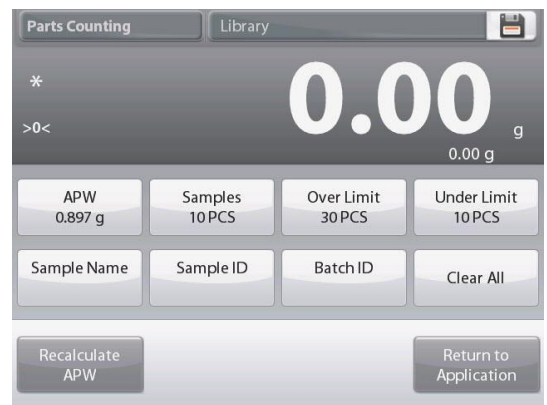 Parts Counting
Library
*
0.00 g
>0<
0.00 g
APW
0.897 g
Samples
10 PCS
Over Limit
30 PCS
Under Limit
10 PCS
Sample Name
Sample ID
Batch ID
Clear All
Recalculate
APW
Return to
Application